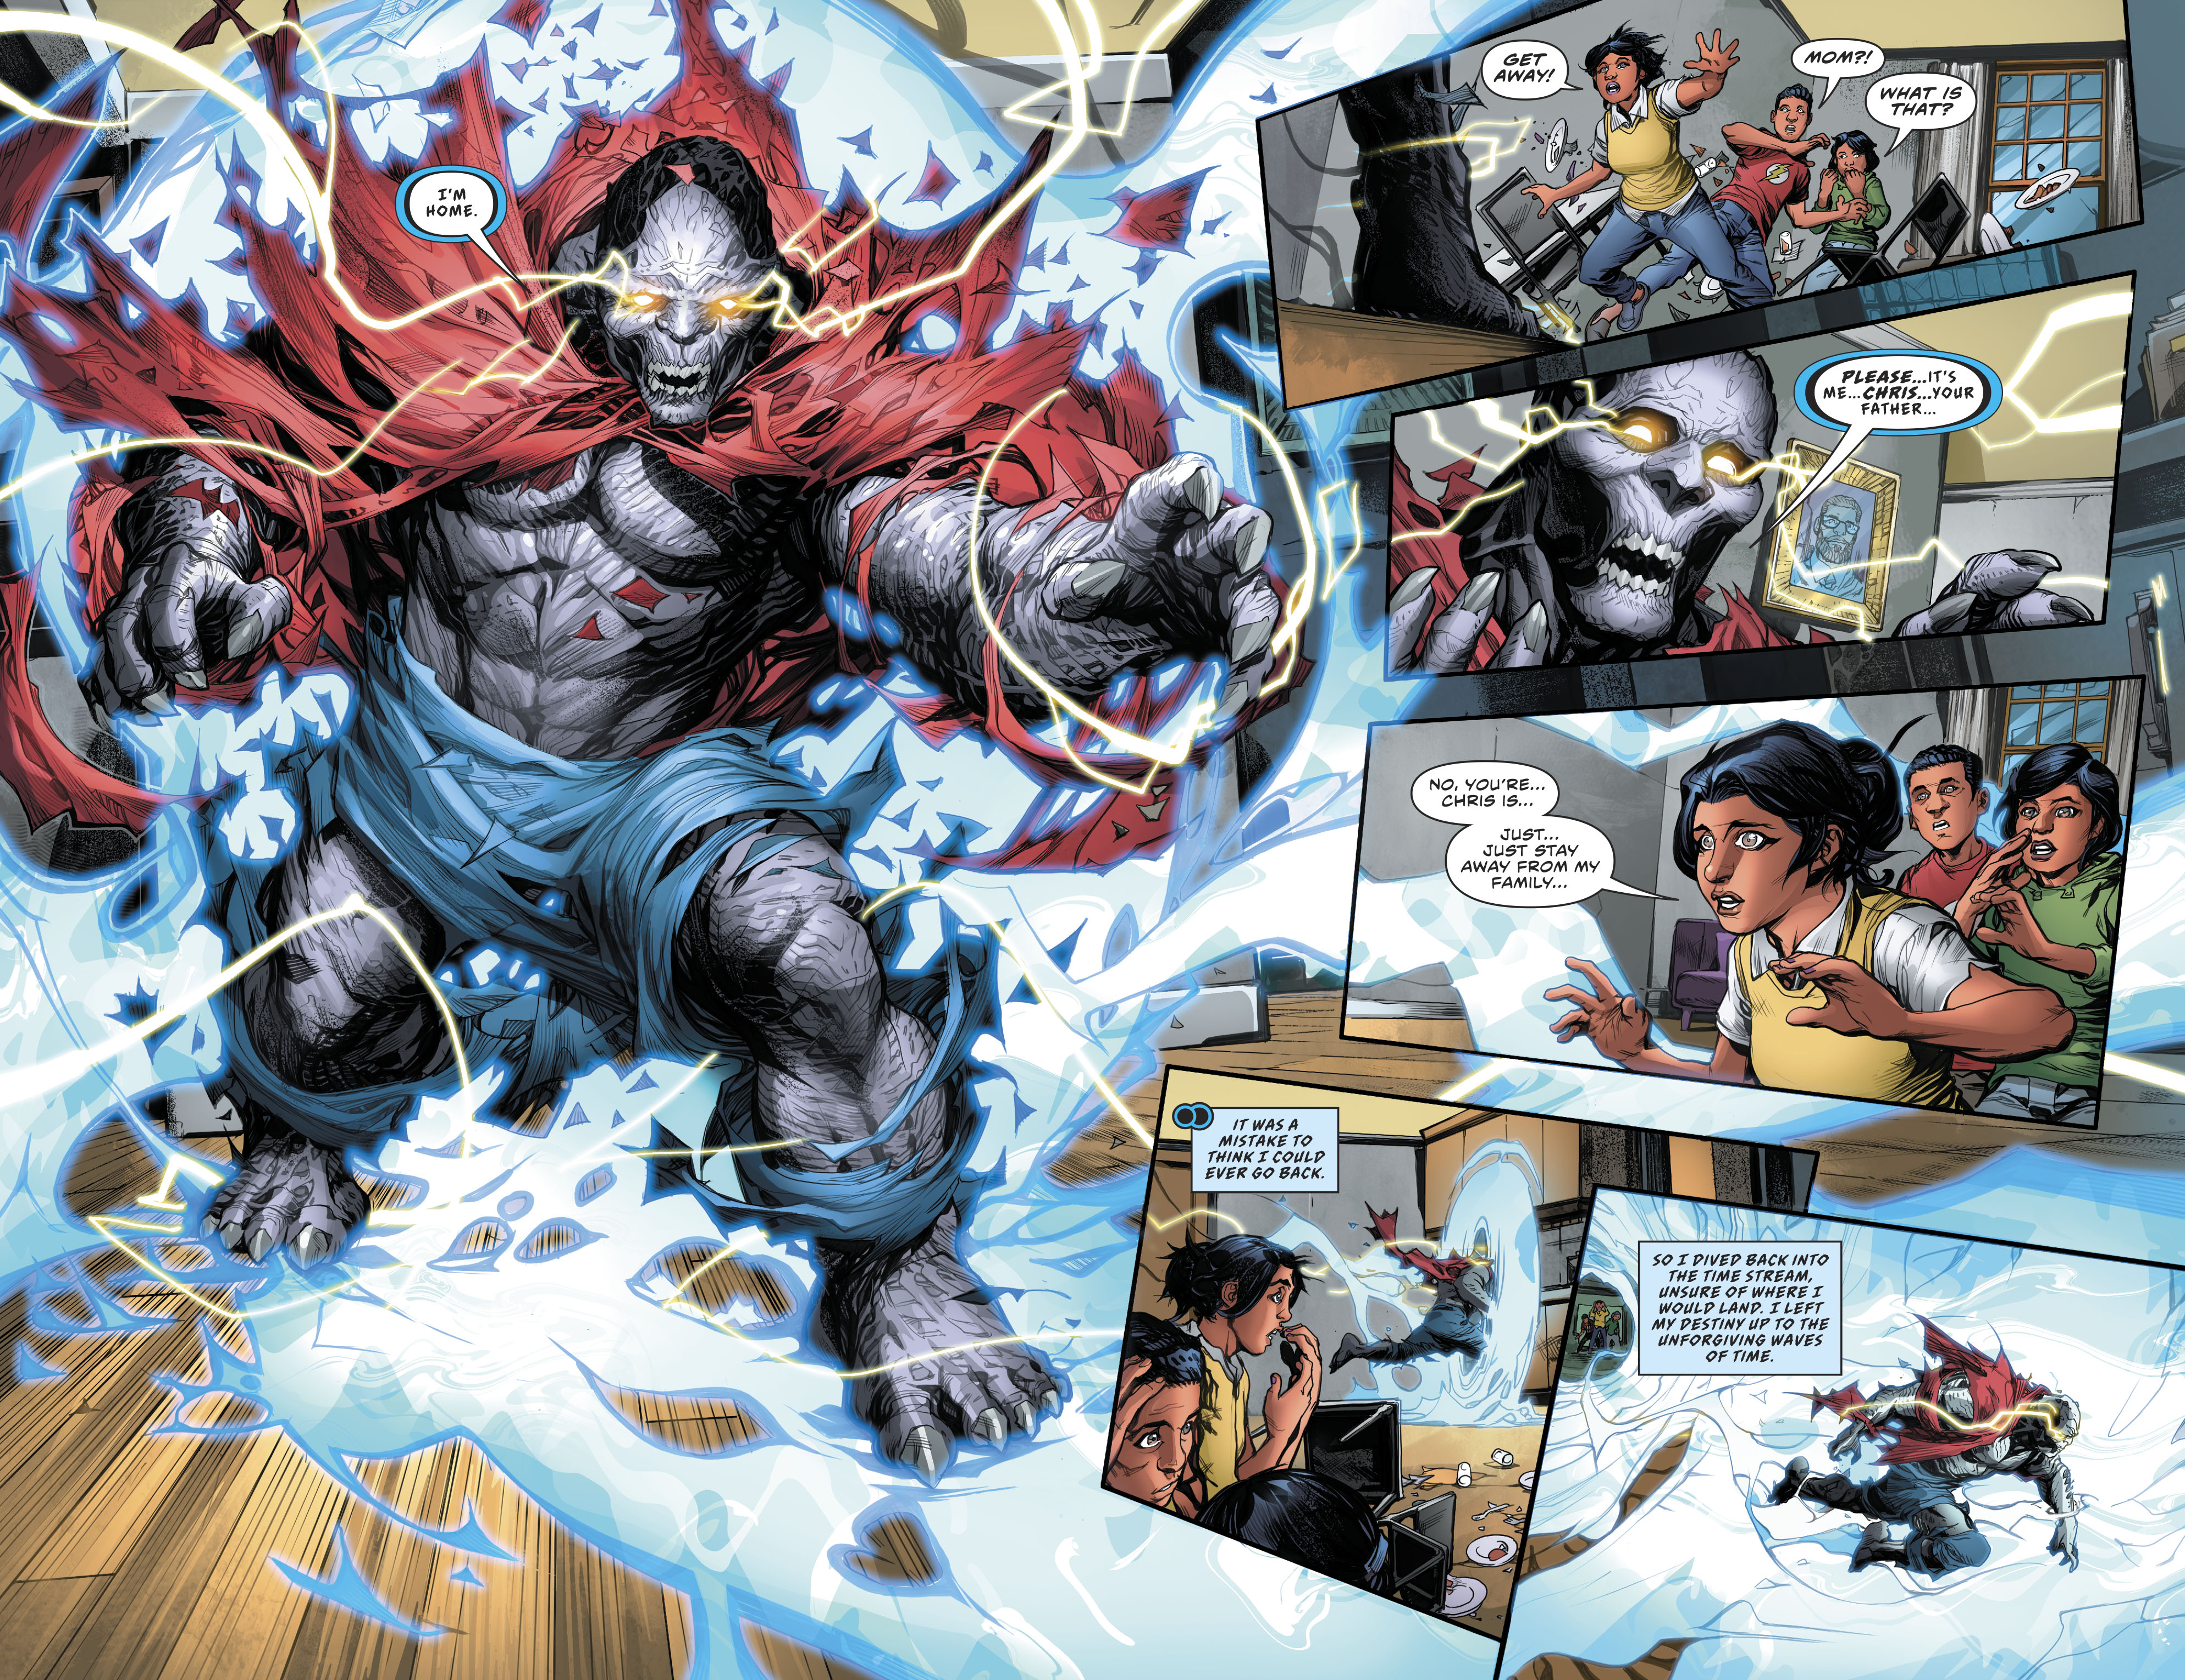 I'M
HOME.
GET
AWAY!
MOM?!
WHAT IS
THAT?
PLEASE...IT'S
ME...CHRIS...YOUR
FATHER...
NO, YOU'RE...
CHRIS IS...
JUST...
JUST STAY
AWAY FROM MY
FAMILY...
IT WAS A
MISTAKE TO
THINK I COULD
EVER GO BACK.
SO I DIVED BACK INTO
THE TIME STREAM,
UNSURE OF WHERE I
WOULD LAND. I LEFT
MY DESTINY UP TO THE
UNFORGIVING WAVES
OF TIME.